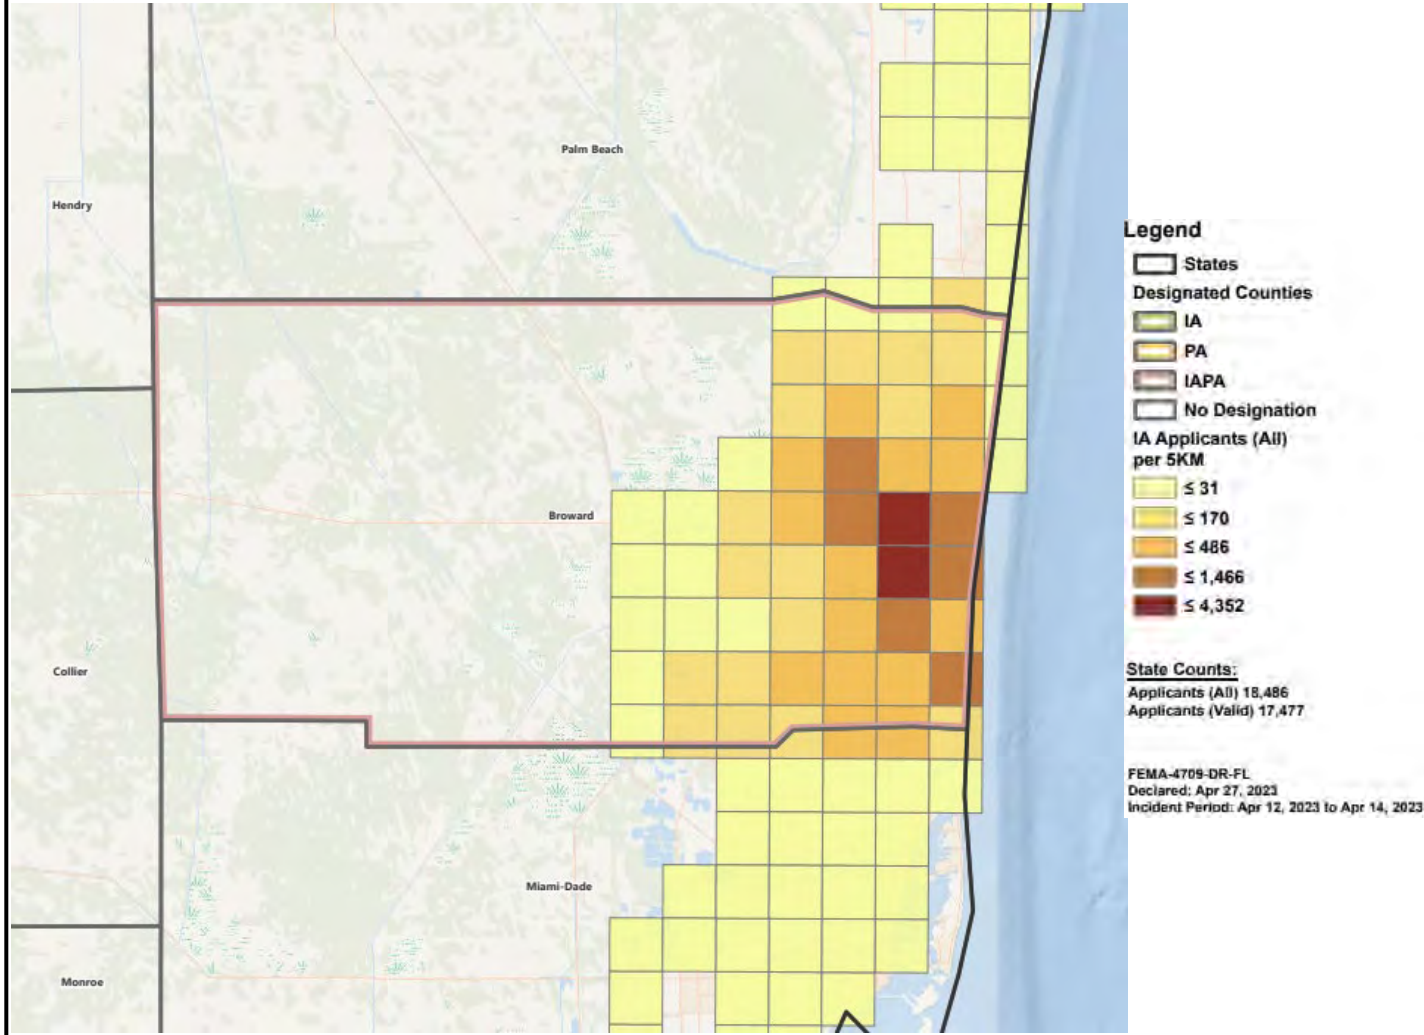 Palm Beach
Hendry
Broward
Collier
Miami-Dade
Monroe
Legend
States
Designated Counties
IA
PA
IAPA
No Designation
IA Applicants (All)
per 5KM
≤ 31
≤ 170
≤ 486
≤ 1,466
≤ 4,352
State Counts:
Applicants (All) 18,486
Applicants (Valid) 17,477
FEMA-4709-DR-FL
Declared: Apr 27, 2023
Incident Period: Apr 12, 2023 to Apr 14, 2023